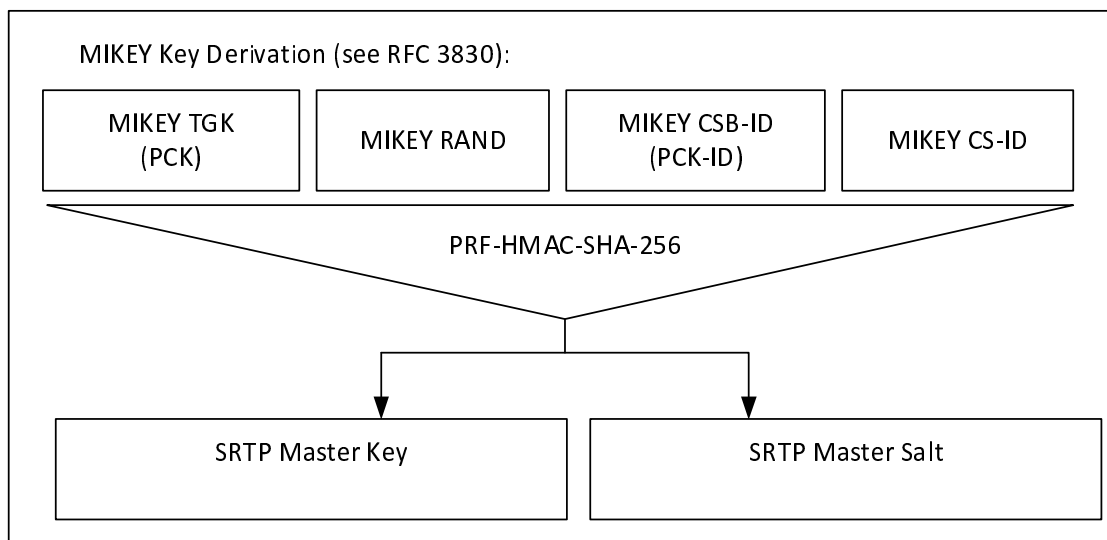 MIKEY Key Derivation (see RFC 3830):
MIKEY TGK
(PCK)
MIKEY RAND
MIKEY CSB-ID
(PCK-ID)
MIKEY CS-ID
PRF-HMAC-SHA-256
SRTP Master Key
SRTP Master Salt